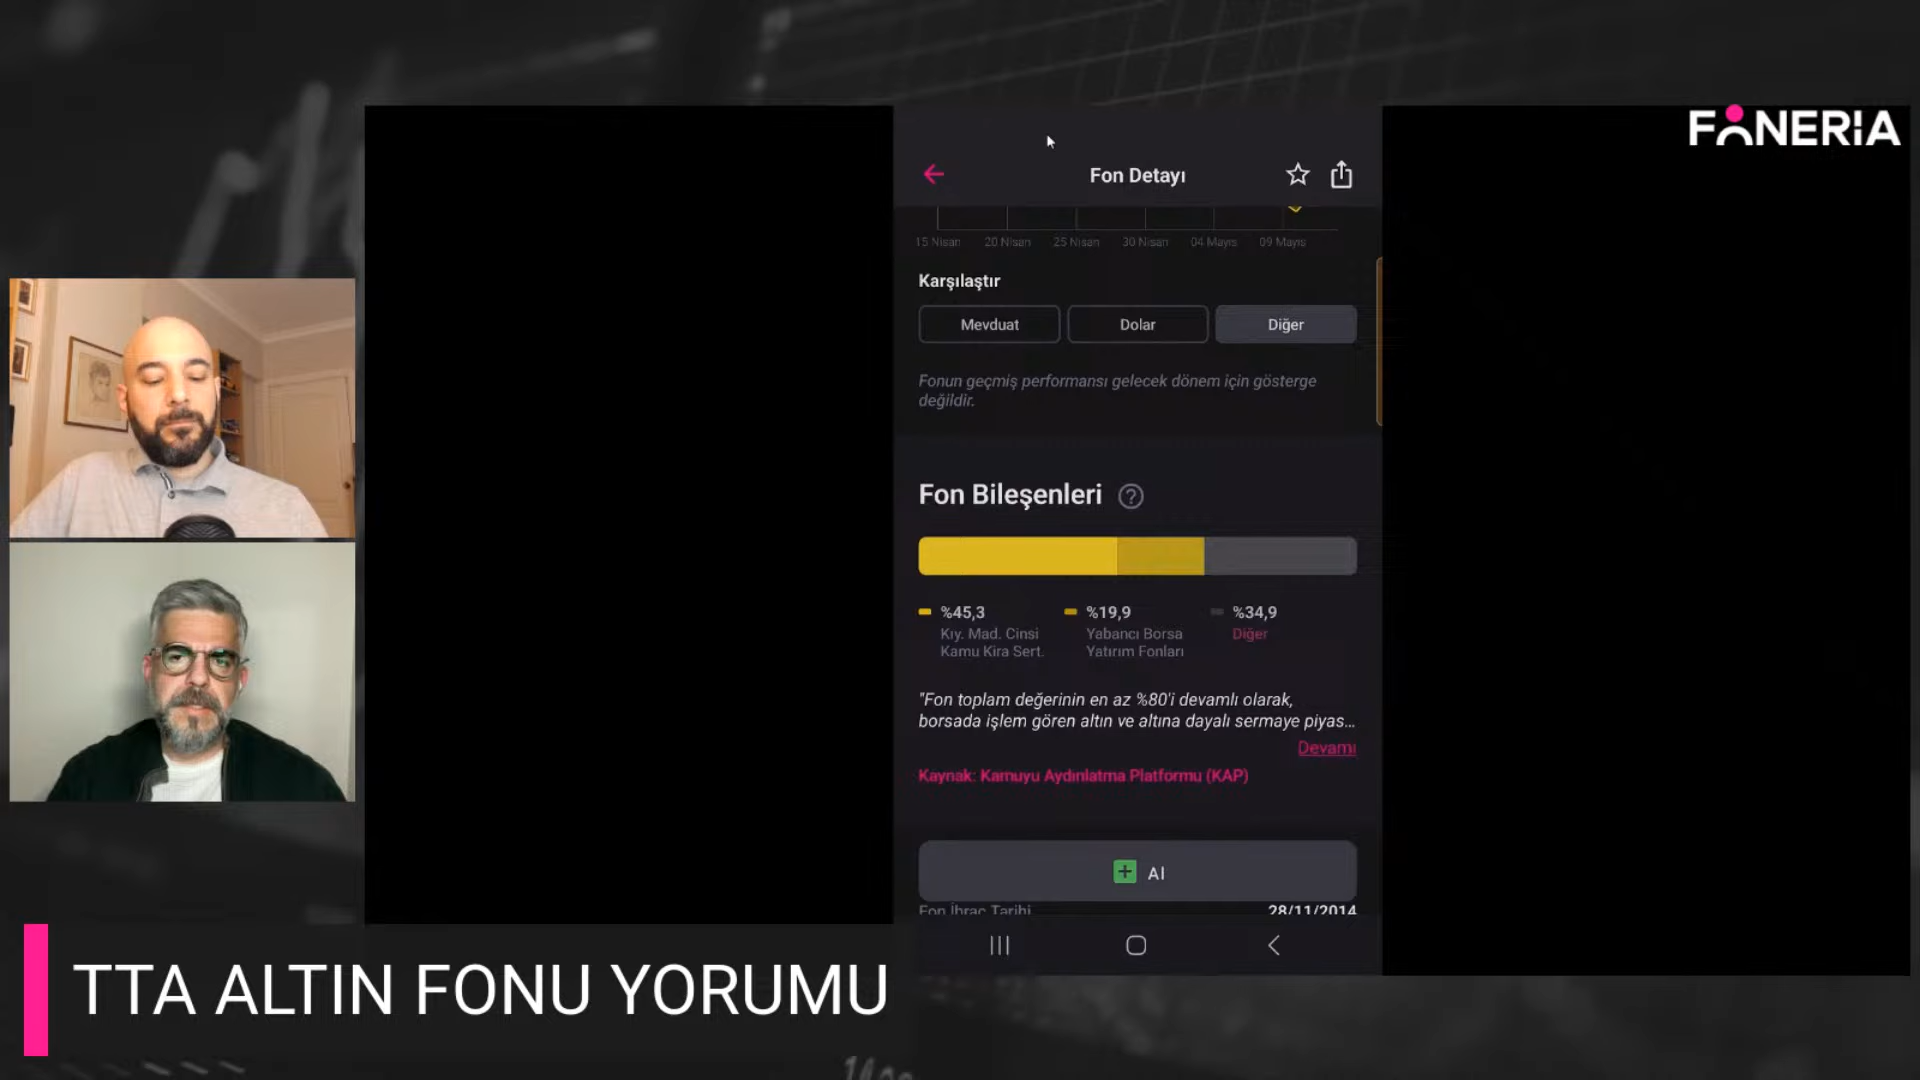 FONERIA
Fon Detayı
15 Nisan 20 Nisan 25 Nisan 30 Nisan 04 Mayıs 09 Mayıs
Karşılaştır
Mevduat Dolar Diğer
Fonun geçmiş performansı gelecek dönem için gösterge
değildir.
Fon Bileşenleri ?
%45,3 %19,9 %34,9
Kıy. Mad. Cinsi Yabancı Borsa Diğer
Kamu Kira Sert. Yatırım Fonları
"Fon toplam değerinin en az %80'i devamlı olarak,
borsada işlem gören altın ve altına dayalı sermaye piyas...
Devamı
Kaynak: Kamuyu Aydınlatma Platformu (KAP)
Al
Fon İhraç Tarihi 28/11/2014
TTA ALTIN FONU YORUMU